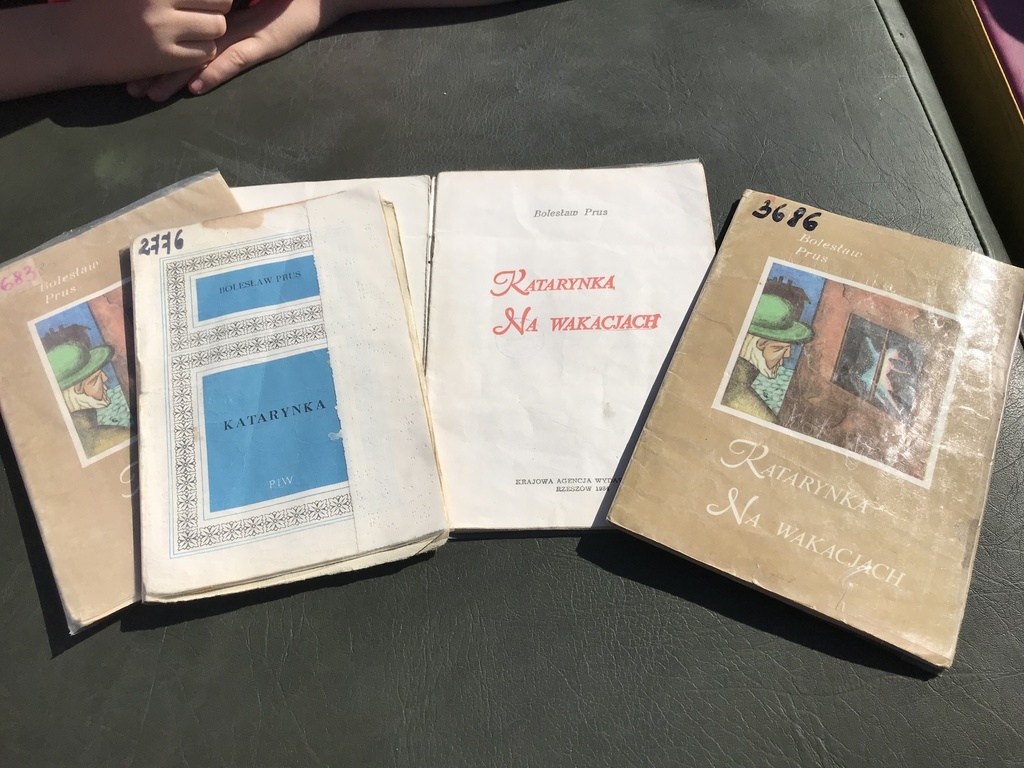 683
Bolesław
Prus
2776
BOLESŁAW PRUS
KATARYNKA
PIW
Bolesław Prus
KATARYNKA
NA WAKACJACH
KRAJOWA AGENCJA
RZESZÓW
3686
Bolesław
Prus
KATARYNKA
NA WAKACJACH